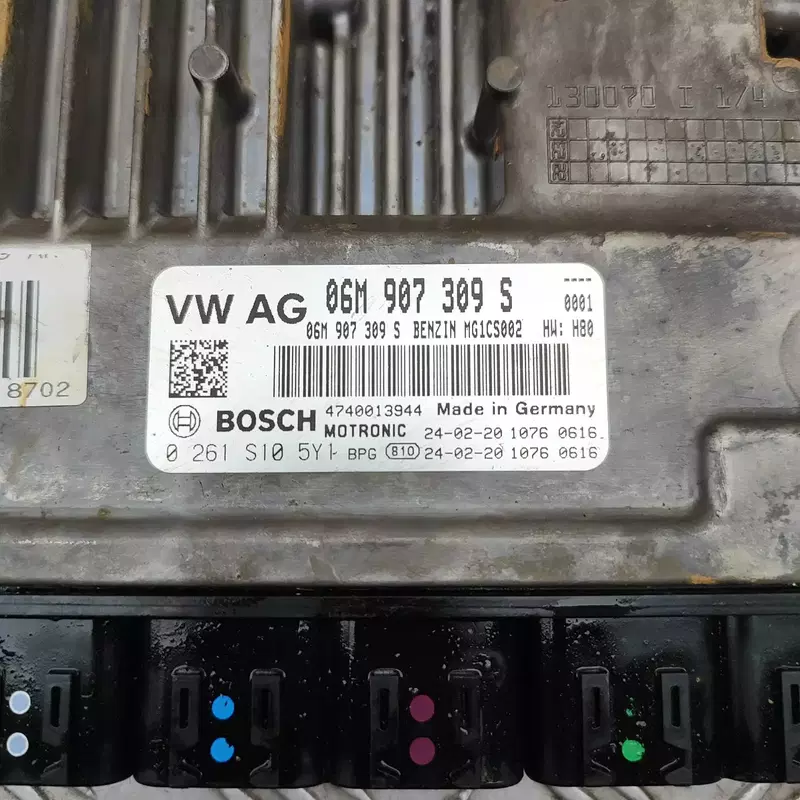 130070 I 1/4
8702
VW AG 06M 907 309 S ----
0001
06M 907 309 S BENZIN MG1CS002 HW: H80
BOSCH 4740013944 Made in Germany
MOTRONIC 24-02-20 1076 0616
0 261 S10 5Y1 BPG 810 24-02-20 1076 0616